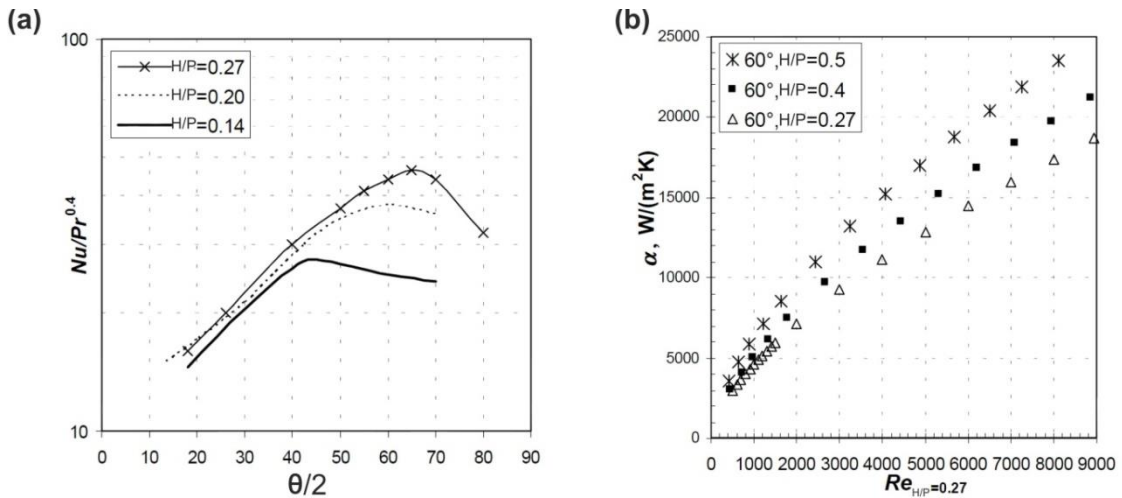 (a)
100
H/P=0.27
H/P=0.20
H/P=0.14
Nu/Pr^0.4
10
0 10 20 30 40 50 60 70 80 90
θ/2
(b)
25000
20000
15000
10000
5000
0
α, W/(m²K)
60°,H/P=0.5
60°,H/P=0.4
60°,H/P=0.27
0 1000 2000 3000 4000 5000 6000 7000 8000 9000
Re_H/P=0.27